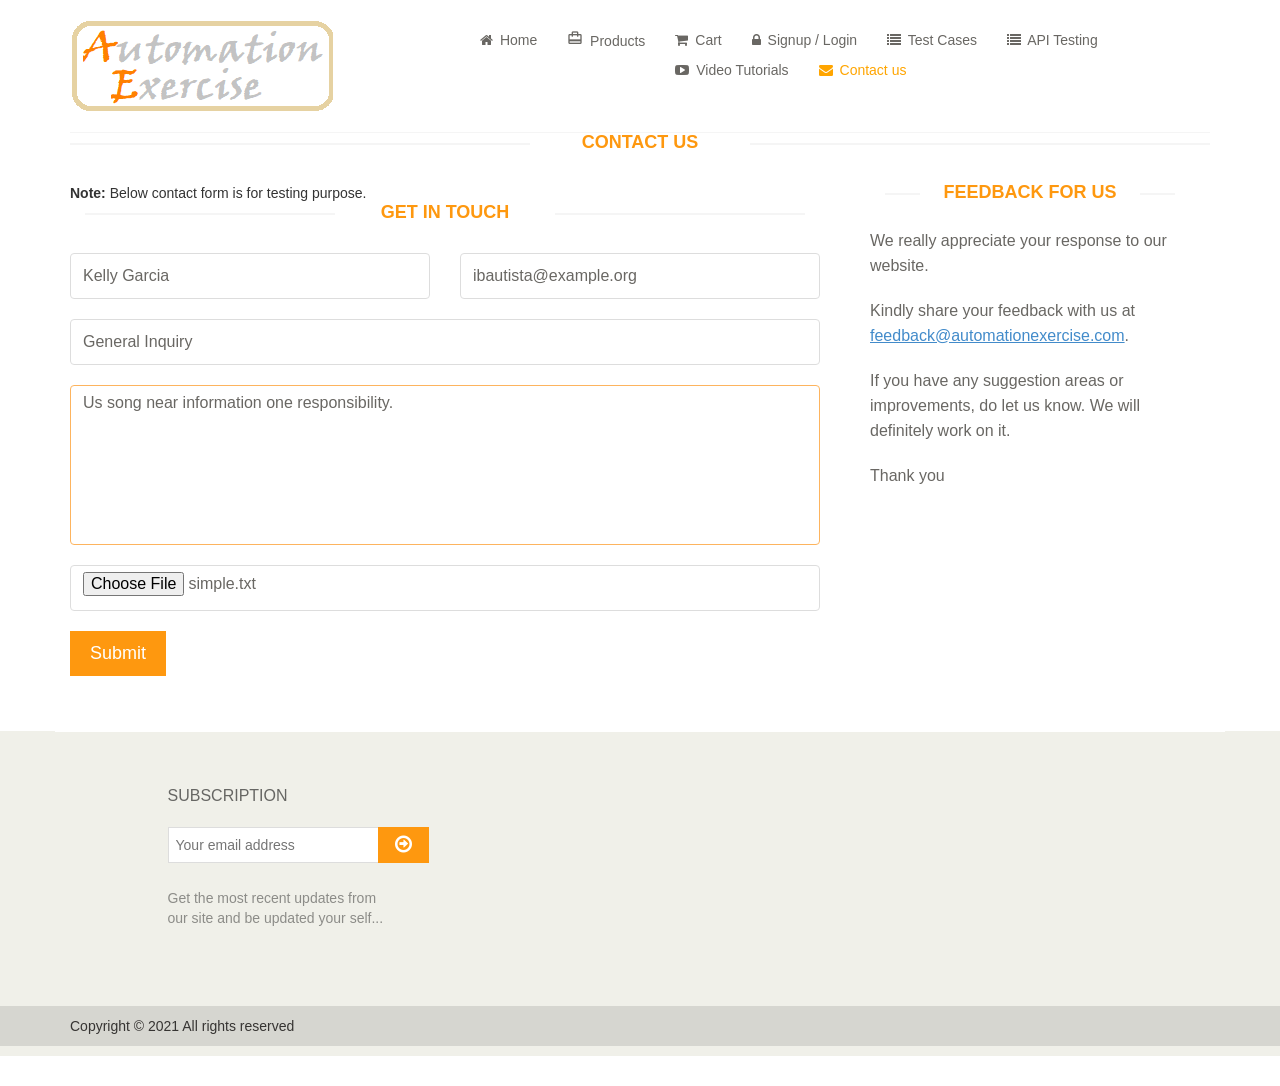 Automation
Exercise
Home
Products
Cart
Signup / Login
Test Cases
API Testing
Video Tutorials
Contact us
CONTACT US
Note: Below contact form is for testing purpose.
GET IN TOUCH
Kelly Garcia
ibautista@example.org
General Inquiry
Us song near information one responsibility.
Choose File simple.txt
Submit
FEEDBACK FOR US
We really appreciate your response to our
website.
Kindly share your feedback with us at
feedback@automationexercise.com.
If you have any suggestion areas or
improvements, do let us know. We will
definitely work on it.
Thank you
SUBSCRIPTION
Your email address
Get the most recent updates from
our site and be updated your self...
Copyright © 2021 All rights reserved